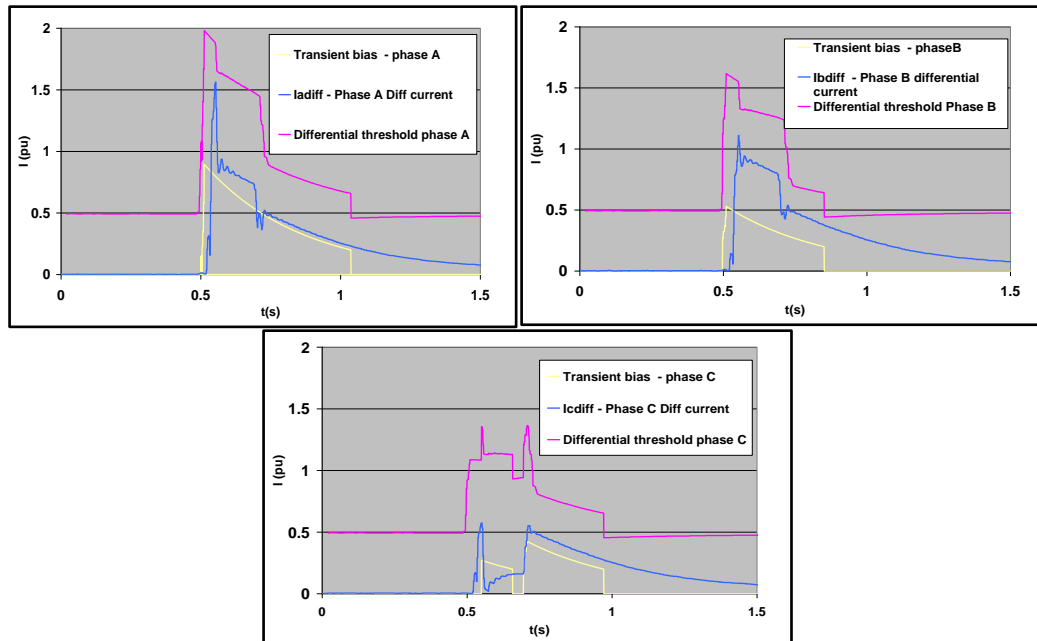 2
1.5
1
0.5
0
I (pu)
0
0.5
1
1.5
t(s)
Transient bias - phase A
Iadiff - Phase A Diff current
Differential threshold phase A
2
1.5
1
0.5
0
I (pu)
0
0.5
1
1.5
t(s)
Transient bias - phaseB
Ibdiff - Phase B differential
current
Differential threshold Phase B
2
1.5
1
0.5
0
I (pu)
0
0.5
1
1.5
t(s)
Transient bias - phase C
Icdiff - Phase C Diff current
Differential threshold phase C